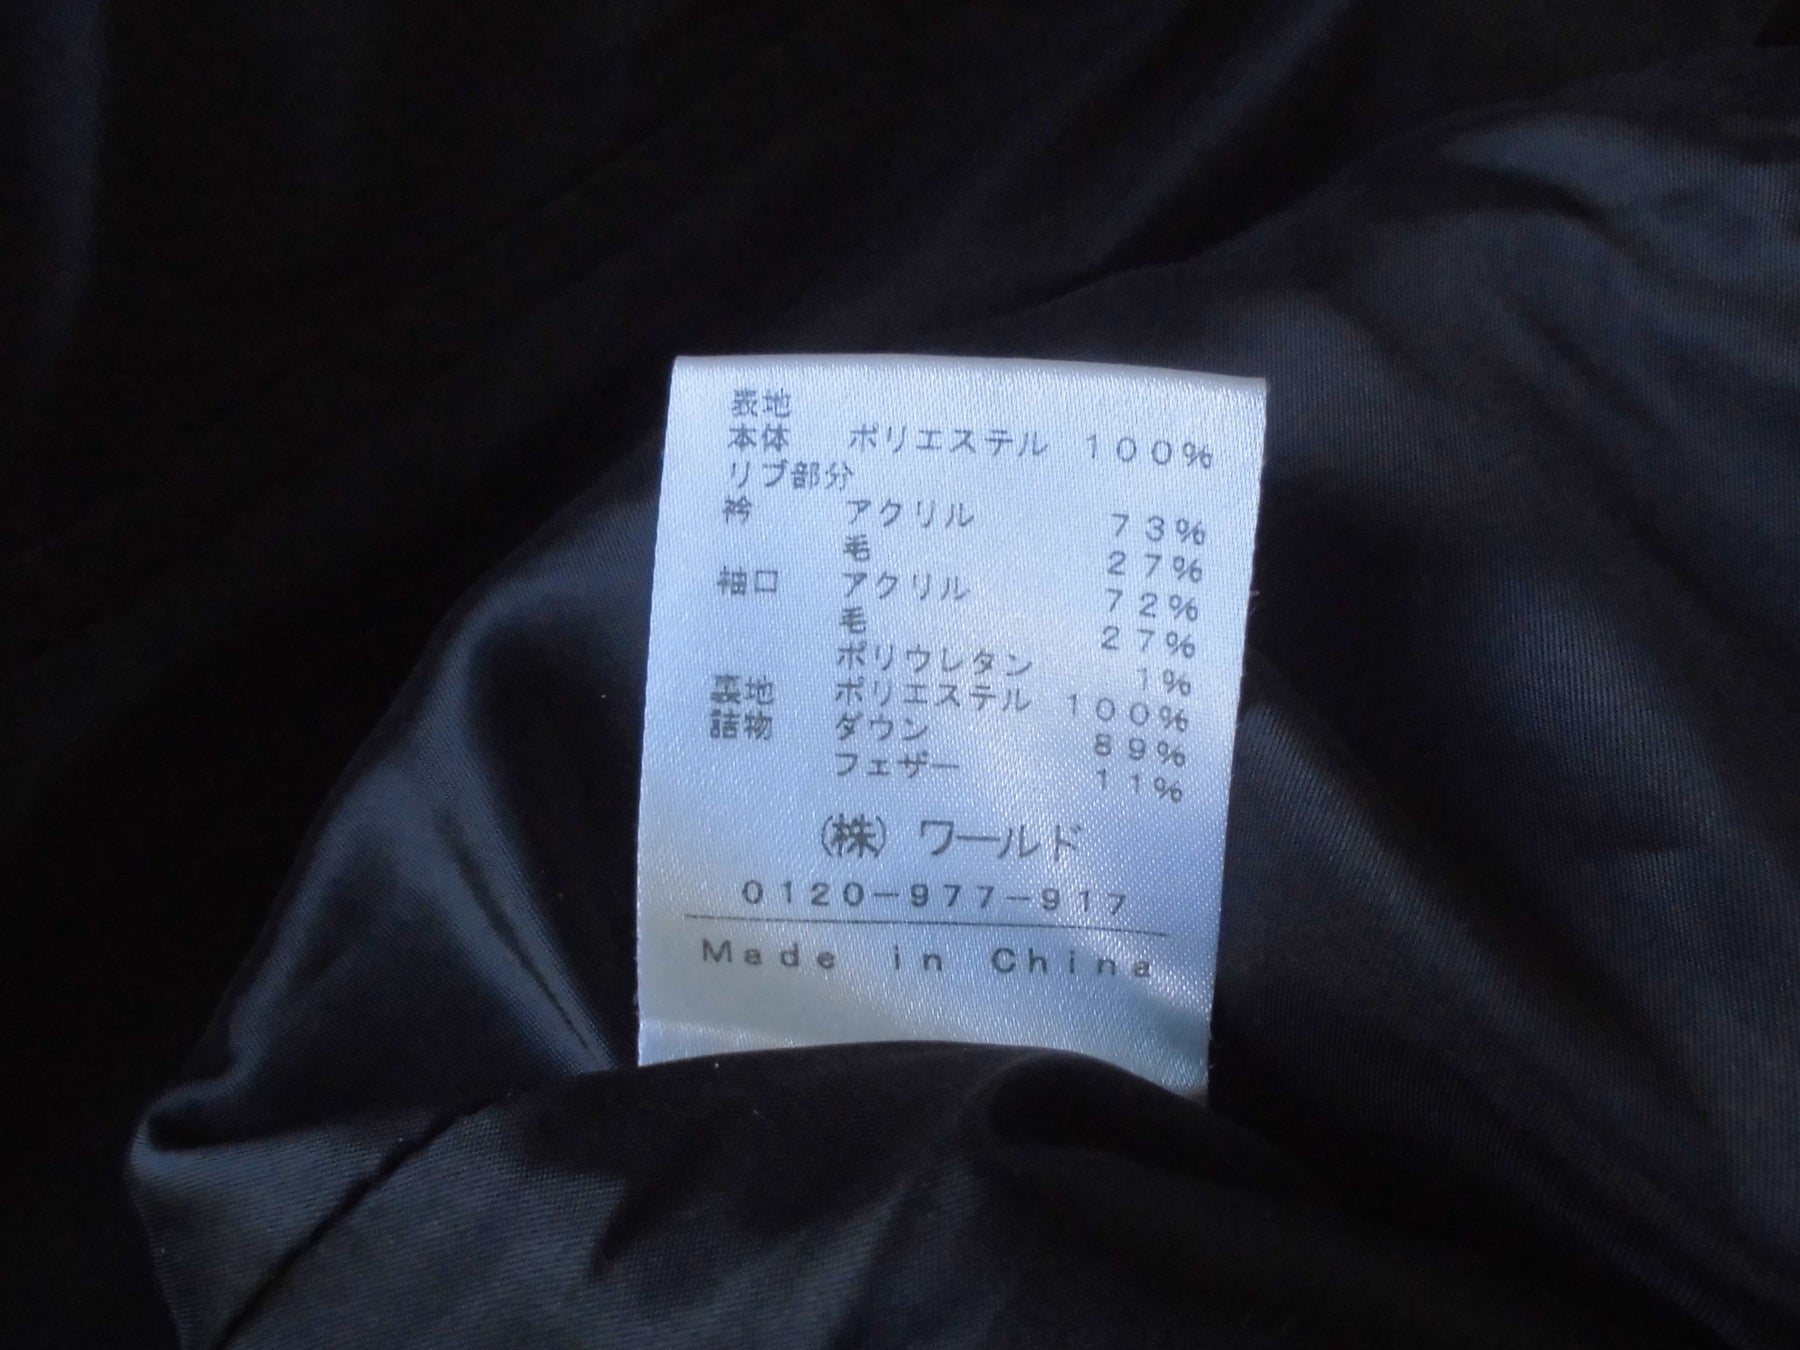 表地
本体 ポリエステル 100%
リブ部分
衿 アクリル 73%
毛 27%
袖口 アクリル 72%
毛 27%
ポリウレタン 1%
裏地 ポリエステル 100%
詰物 ダウン 89%
フェザー 11%
(株) ワールド
0120-977-917
Made in China